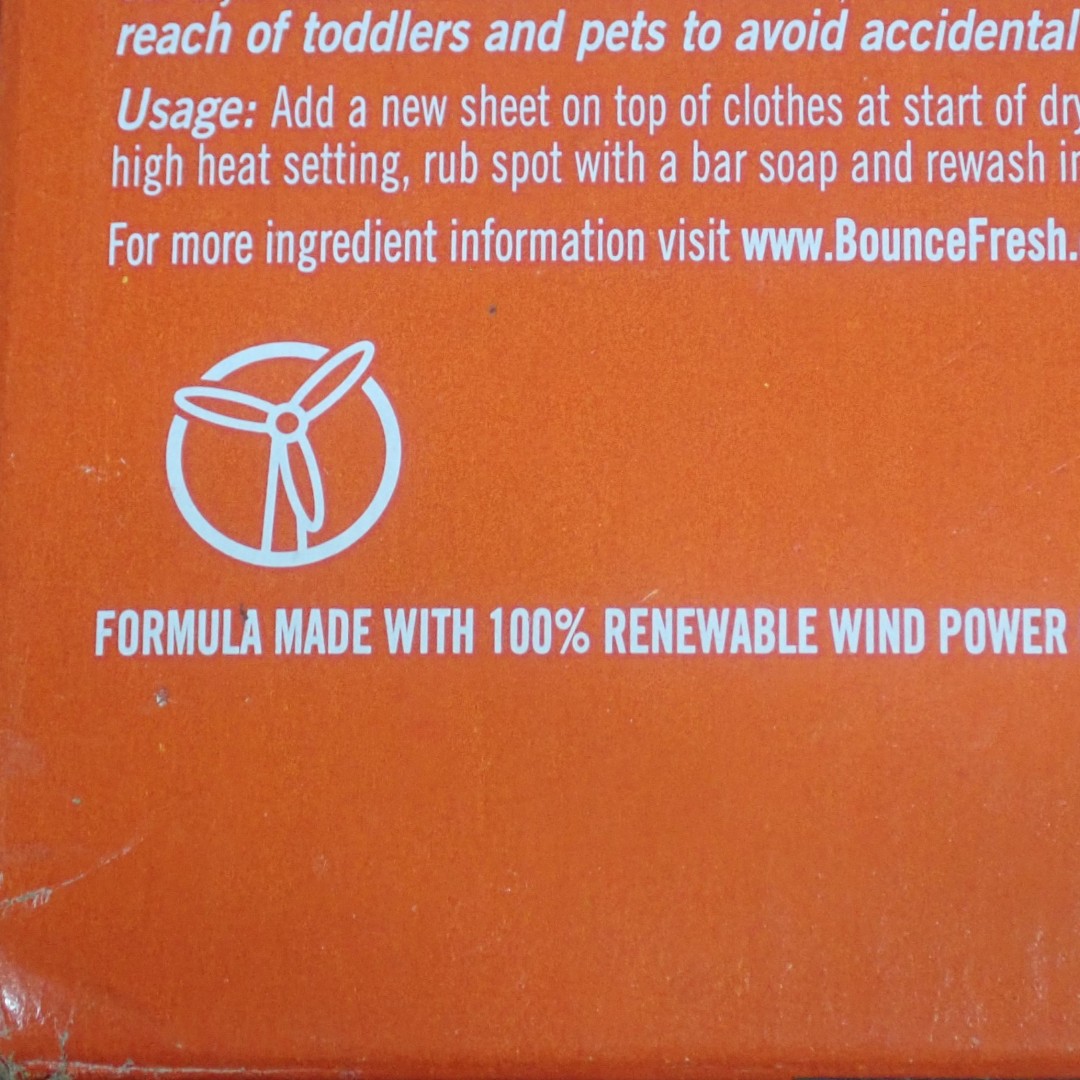 reach of toddlers and pets to avoid accidental
Usage: Add a new sheet on top of clothes at start of
high heat setting, rub spot with a bar soap and rewash
For more ingredient information visit www.BounceFresh.
FORMULA MADE WITH 100% RENEWABLE WIND POWER